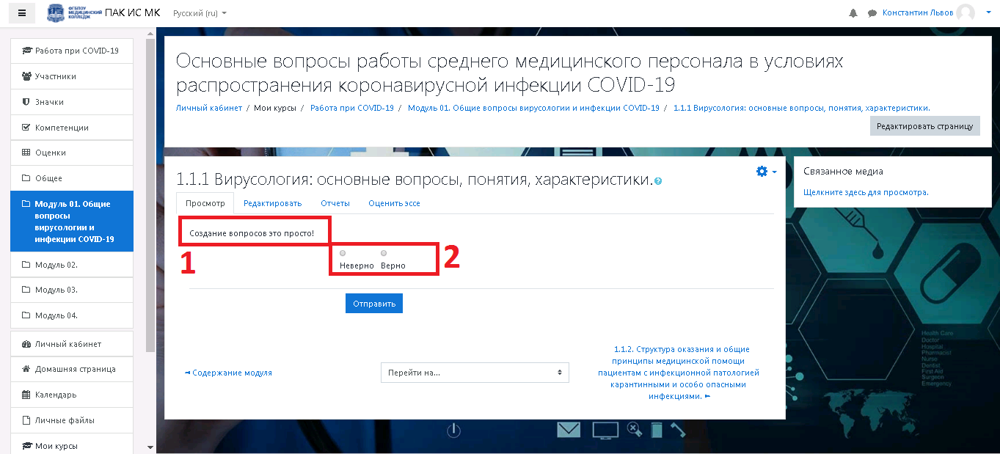 ФГБПОУ
МЕДИЦИНСКИЙ
КОЛЛЕДЖ
ПАК ИС МК
Русский (ru)
Константин Львов
Работа при COVID-19
Участники
Значки
Компетенции
Оценки
Общее
Модуль 01. Общие
вопросы
вирусологии и
инфекции COVID-19
Модуль 02.
Модуль 03.
Модуль 04.
Личный кабинет
Домашняя страница
Календарь
Личные файлы
Мои курсы
Основные вопросы работы среднего медицинского персонала в условиях
распространения коронавирусной инфекции COVID-19
Личный кабинет / Мои курсы / Работа при COVID-19 / Модуль 01. Общие вопросы вирусологии и инфекции COVID-19 / 1.1.1 Вирусология: основные вопросы, понятия, характеристики.
Редактировать страницу
1.1.1 Вирусология: основные вопросы, понятия, характеристики.
Просмотр Редактировать Отчеты Оценить эссе
Создание вопросов это просто!
1
Неверно Верно
2
Отправить
◄ Содержание модуля
Перейти на...
1.1.2. Структура оказания и общие
принципы медицинской помощи
пациентам с инфекционной патологией
карантинными и особо опасными
инфекциями. ►
Связанное медиа
Щелкните здесь для просмотра.
Health Care
Doctor
Hospital
Pharmacist
Nurse
Dentist
First Aid
Surgeon
Emergency